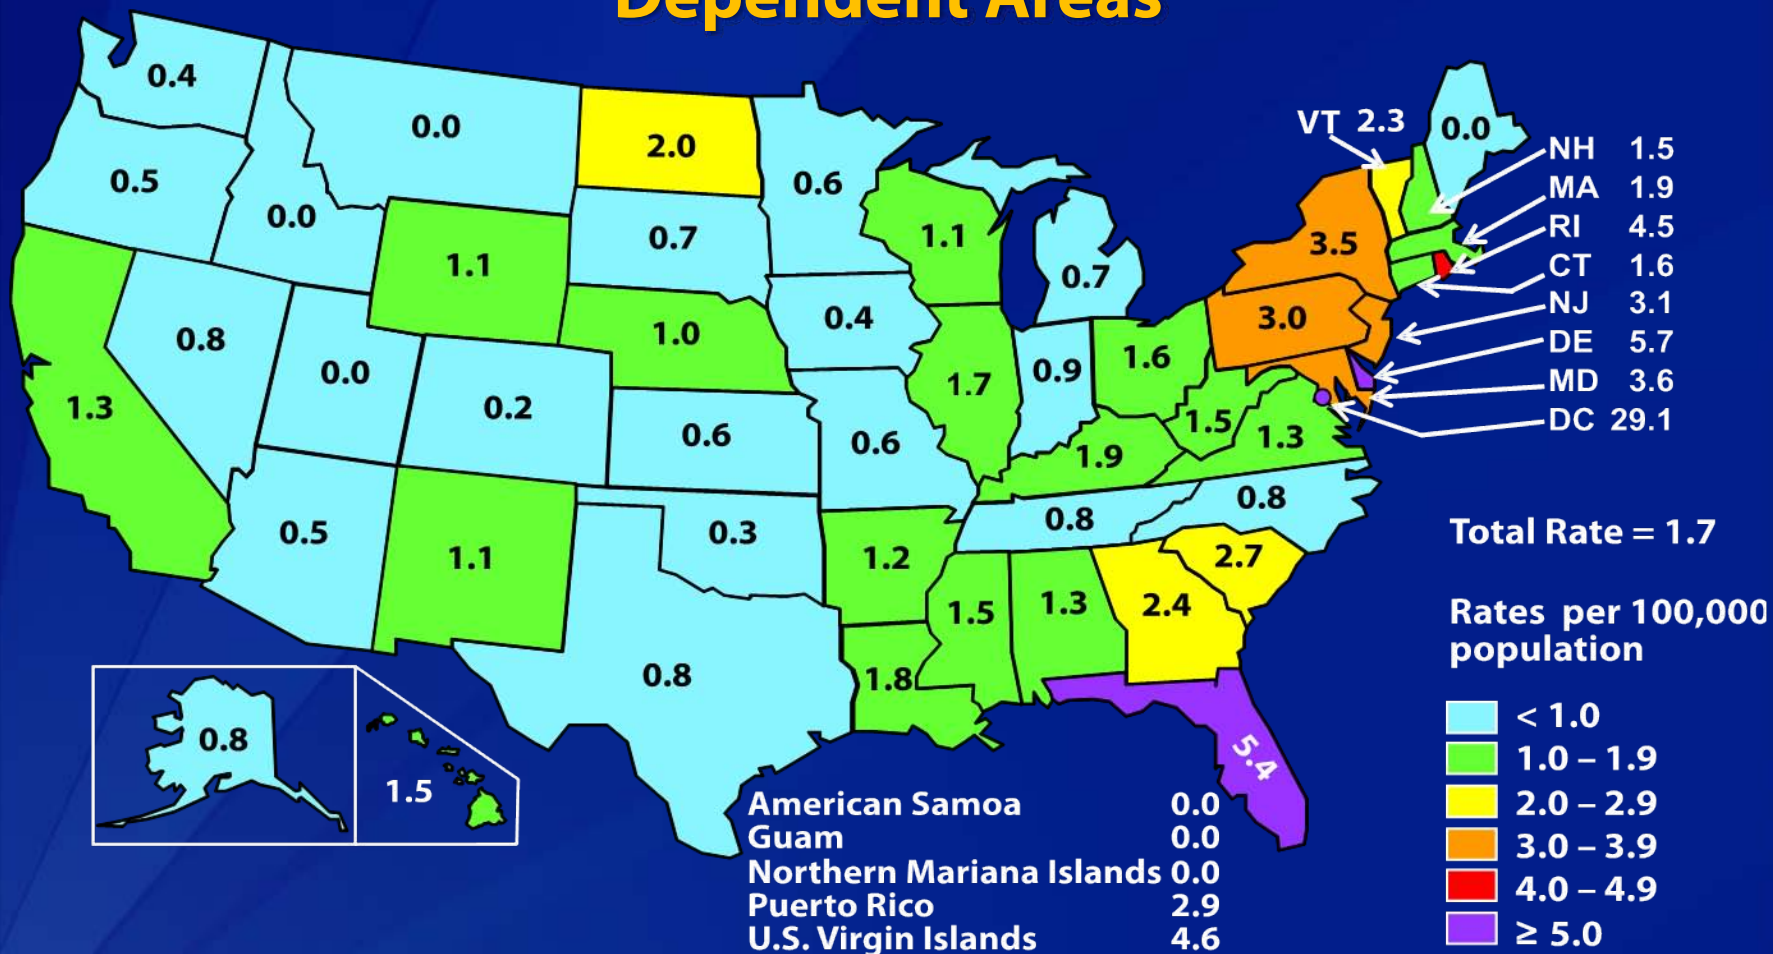 Dependent Areas
0.4
0.0
2.0
VT 2.3
0.0
NH 1.5
0.5
0.0
0.6
MA 1.9
1.1
0.7
1.1
3.5
RI 4.5
0.7
CT 1.6
0.8
1.0
0.4
3.0
NJ 3.1
0.0
0.9
1.6
DE 5.7
1.3
0.2
1.7
MD 3.6
0.6
0.6
1.5
1.3
DC 29.1
1.9
0.5
0.3
0.8
0.8
Total Rate = 1.7
1.1
1.2
2.7
1.5
1.3
2.4
Rates per 100,000
population
0.8
1.8
0.8
1.5
5.4
< 1.0
1.0 – 1.9
2.0 – 2.9
3.0 – 3.9
4.0 – 4.9
≥ 5.0
American Samoa 0.0
Guam 0.0
Northern Mariana Islands 0.0
Puerto Rico 2.9
U.S. Virgin Islands 4.6